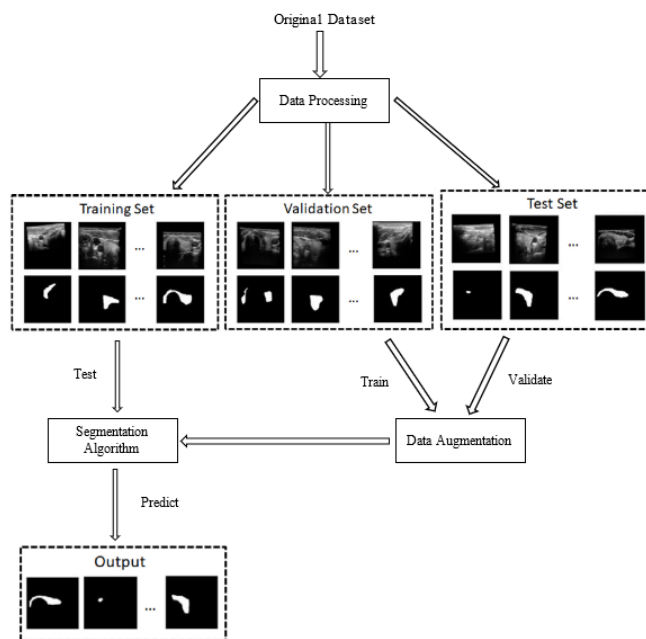 Original Dataset
Data Processing
Training Set
Validation Set
Test Set
...
...
...
...
...
...
Test
Train
Validate
Segmentation
Algorithm
Data Augmentation
Predict
Output
...